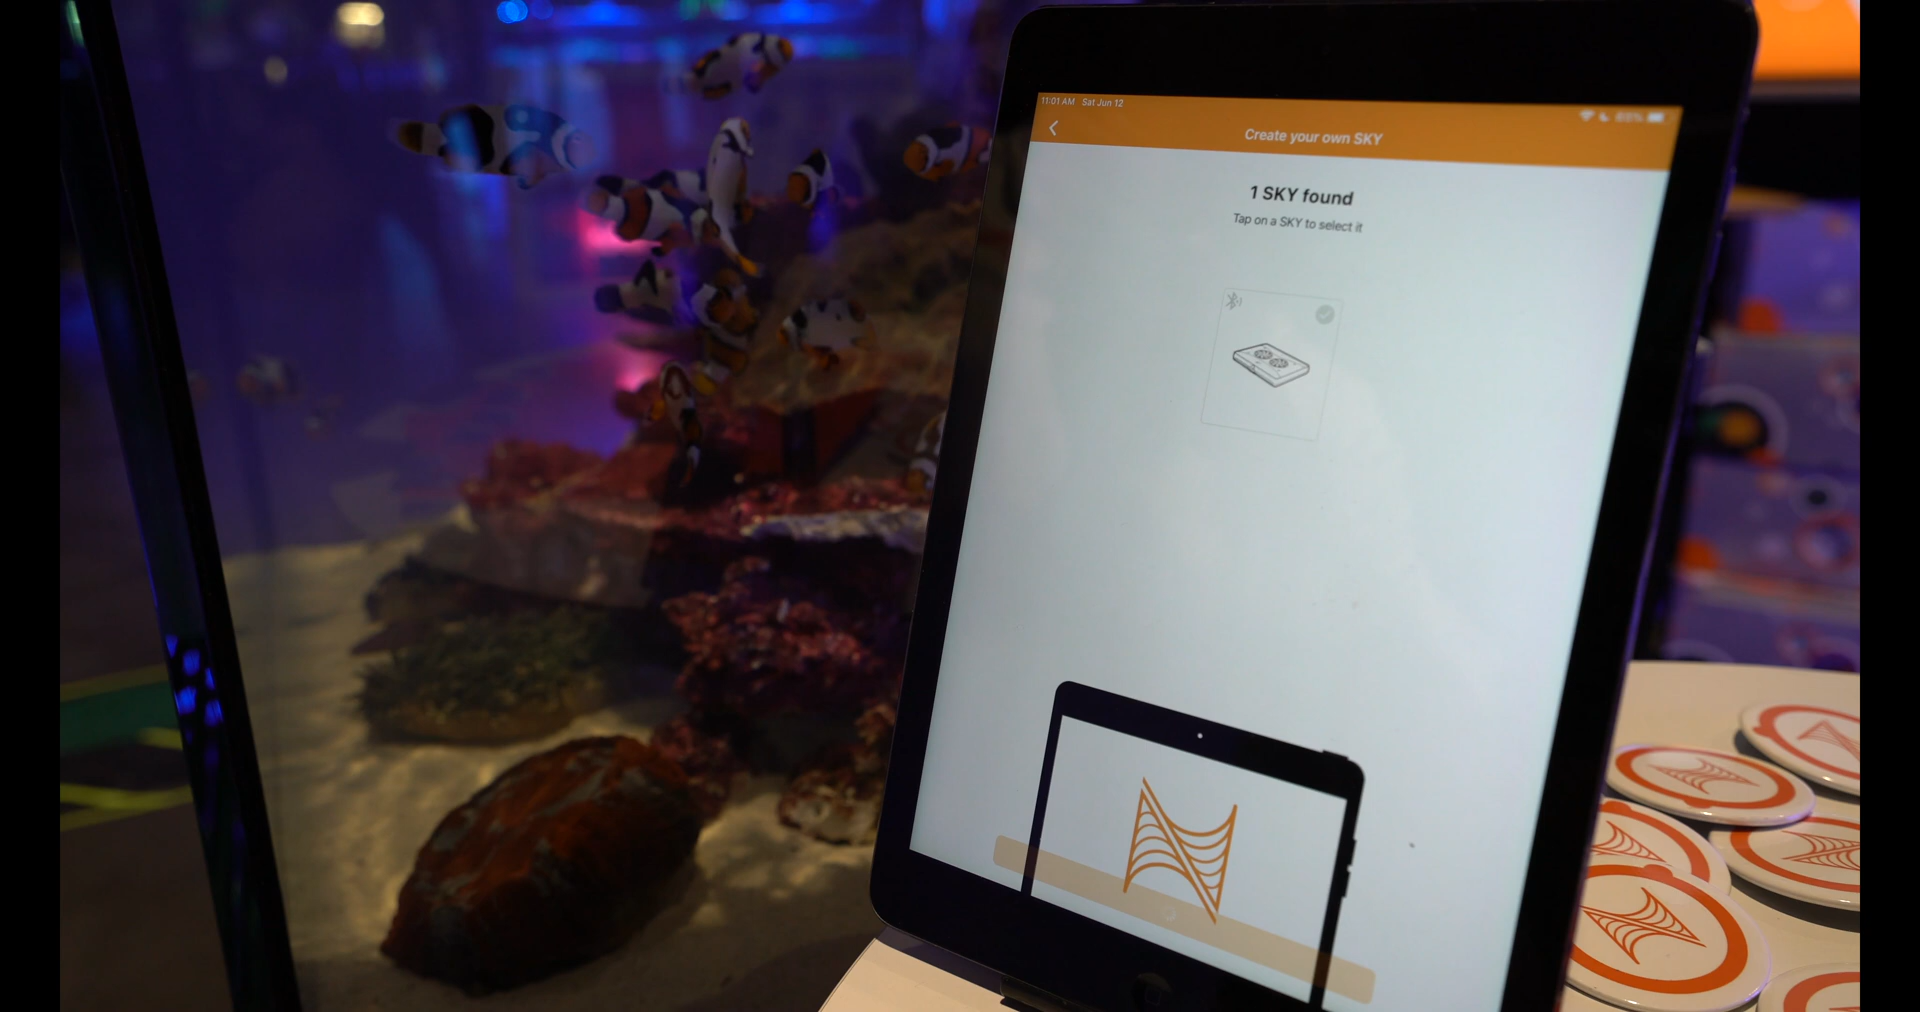 11:01 AM Sat Jun 12
Create your own SKY
1 SKY found
Tap on a SKY to select it